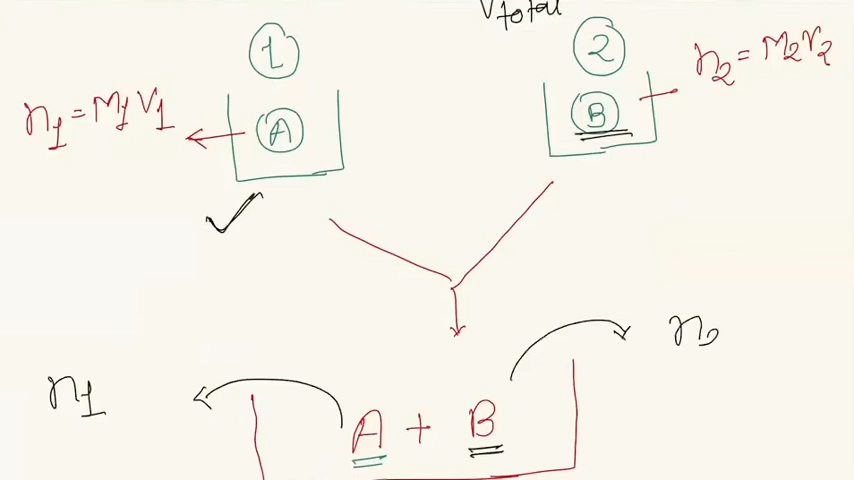 Vtotal
1 2
n1 = M1V1 A B n2 = M2V2
n1 n2
A + B